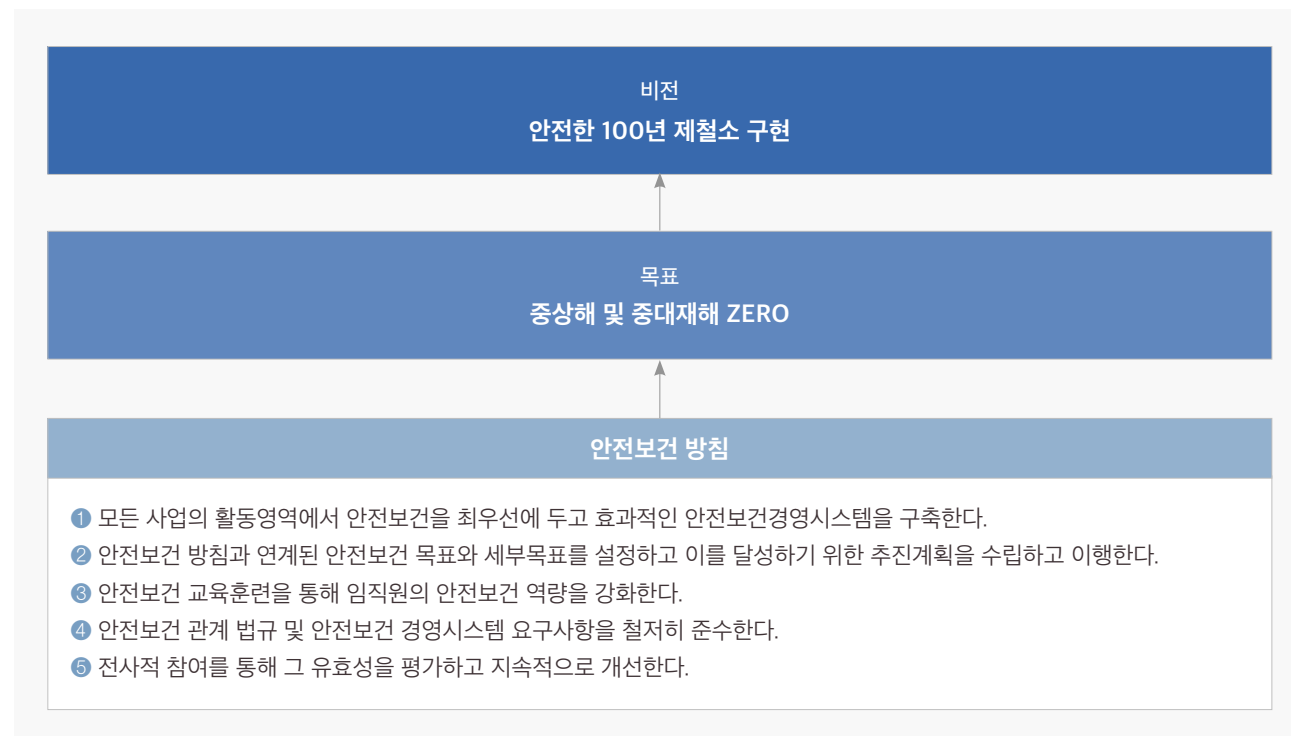 비전
안전한 100년 제철소 구현
목표
중상해 및 중대재해 ZERO
안전보건 방침
❶ 모든 사업의 활동영역에서 안전보건을 최우선에 두고 효과적인 안전보건경영시스템을 구축한다.
❷ 안전보건 방침과 연계된 안전보건 목표와 세부목표를 설정하고 이를 달성하기 위한 추진계획을 수립하고 이행한다.
❸ 안전보건 교육훈련을 통해 임직원의 안전보건 역량을 강화한다.
❹ 안전보건 관계 법규 및 안전보건 경영시스템 요구사항을 철저히 준수한다.
❺ 전사적 참여를 통해 그 유효성을 평가하고 지속적으로 개선한다.